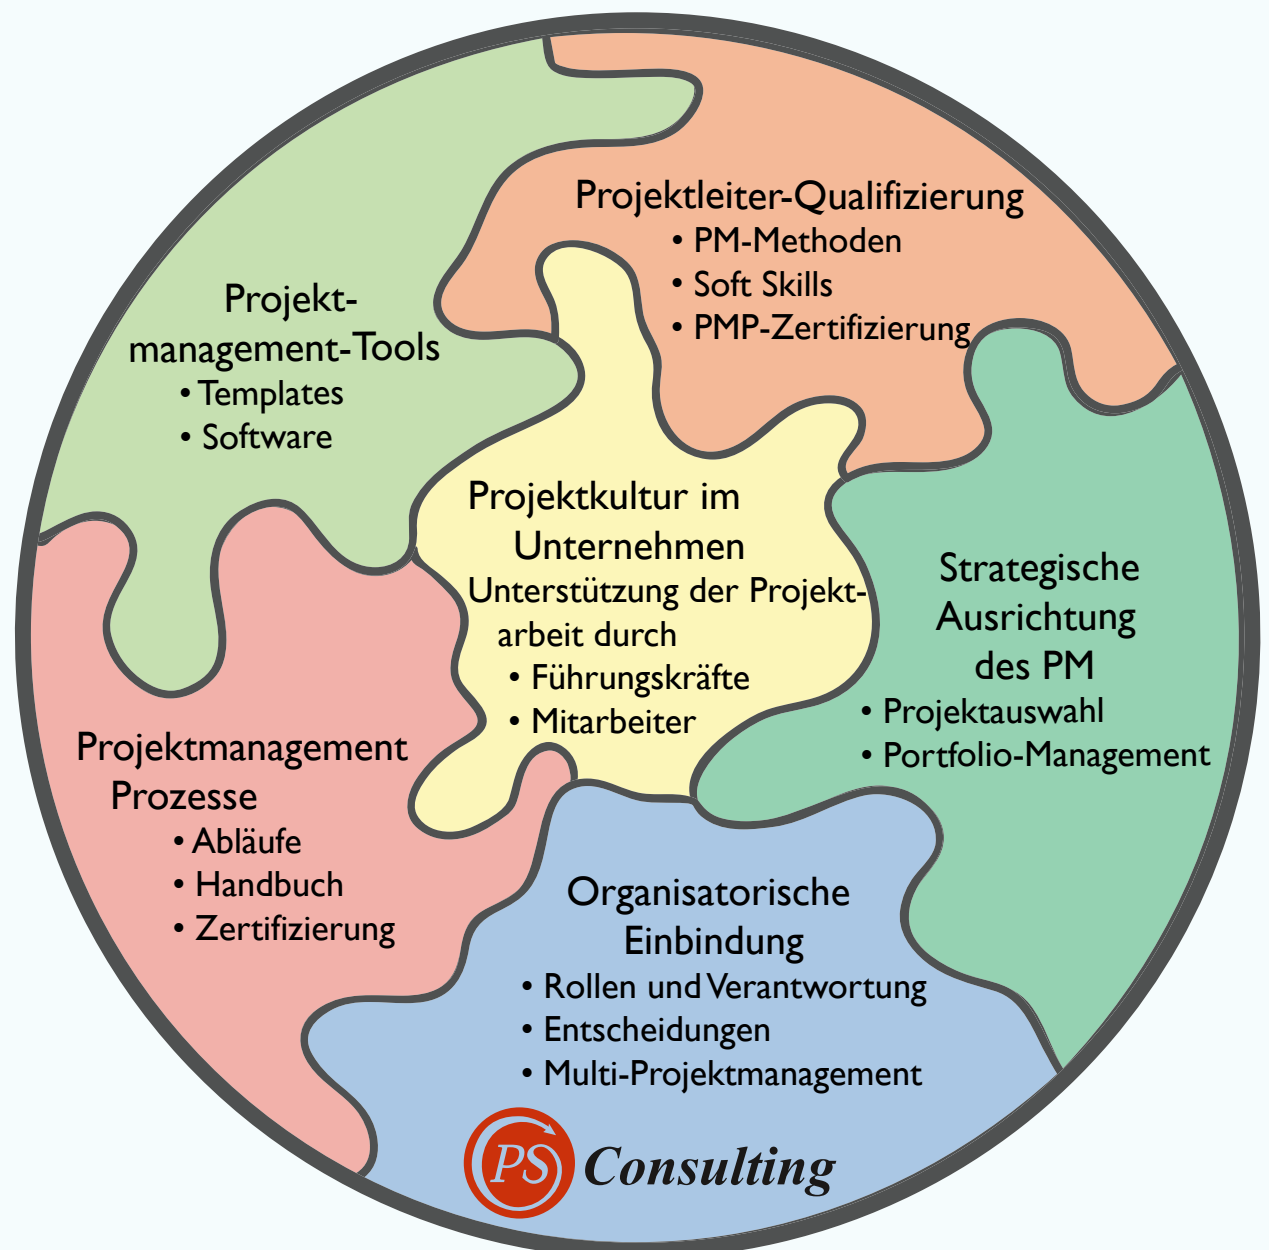 Projektleiter-Qualifizierung
• PM-Methoden
• Soft Skills
• PMP-Zertifizierung
Projekt-
management-Tools
• Templates
• Software
Projektkultur im
Unternehmen
Unterstützung der Projekt-
arbeit durch
• Führungskräfte
• Mitarbeiter
Strategische
Ausrichtung
des PM
• Projektauswahl
• Portfolio-Management
Projektmanagement
Prozesse
• Abläufe
• Handbuch
• Zertifizierung
Organisatorische
Einbindung
• Rollen und Verantwortung
• Entscheidungen
• Multi-Projektmanagement
PS Consulting